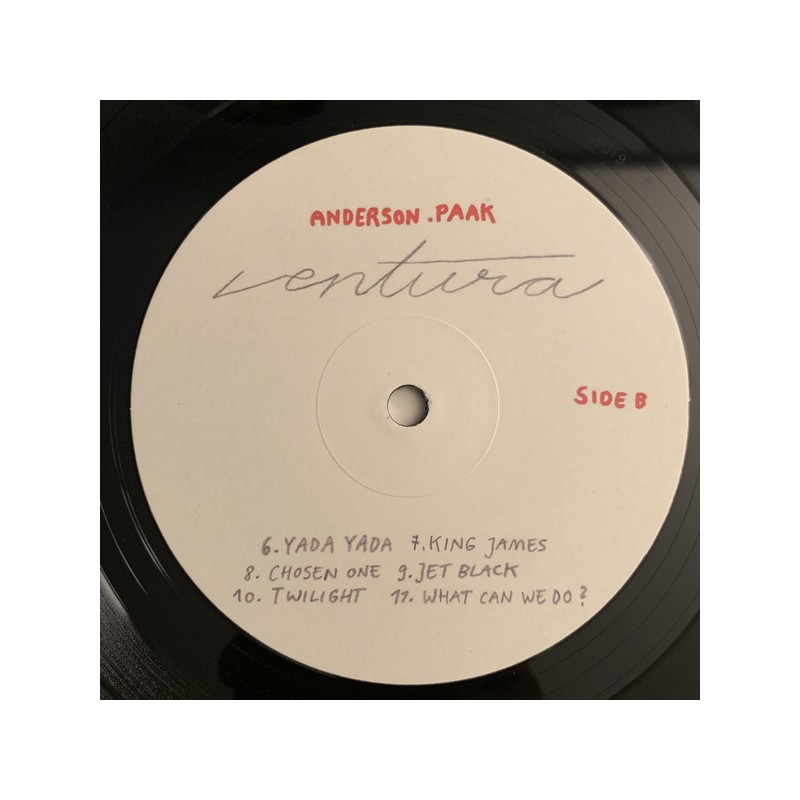 ANDERSON .PAAK
ventura
SIDE B
6. YADA YADA 7. KING JAMES
8. CHOSEN ONE 9. JET BLACK
10. TWILIGHT 11. WHAT CAN WE DO?